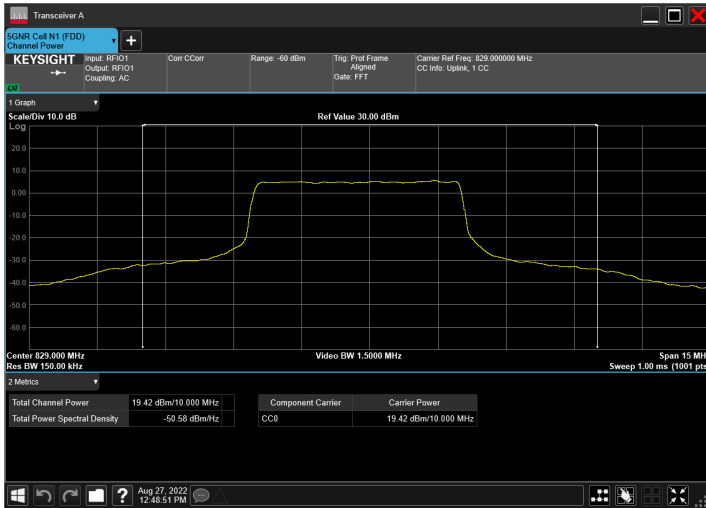 Transceiver A
5GNR Cell N1 (FDD)
Channel Power
+
KEYSIGHT
LXI
Input: RFIO1
Output: RFIO1
Coupling: AC
Corr CCorr
Range: -60 dBm
Trig: Prot Frame
Aligned
Gate: FFT
Carrier Ref Freq: 829.000000 MHz
CC Info: Uplink, 1 CC
1 Graph
Scale/Div 10.0 dB
Ref Value 30.00 dBm
Log
20.0
10.0
0.00
-10.0
-20.0
-30.0
-40.0
-50.0
-60.0
Center 829.000 MHz
Video BW 1.5000 MHz
Span 15 MH
Res BW 150.00 kHz
Sweep 1.00 ms (1001 pts
2 Metrics
Total Channel Power 19.42 dBm/10.000 MHz
Total Power Spectral Density -50.58 dBm/Hz
Component Carrier Carrier Power
CC0 19.42 dBm/10.000 MHz
?
Aug 27, 2022
12:48:51 PM